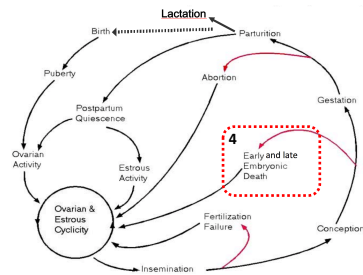 Lactation
Birth
Parturition
Puberty
Abortion
Postpartum
Quiescence
Gestation
4
Early and late
Embryonic
Death
Ovarian
Activity
Estrous
Activity
Ovarian &
Estrous
Cyclicity
Fertilization
Failure
Conception
Insemination